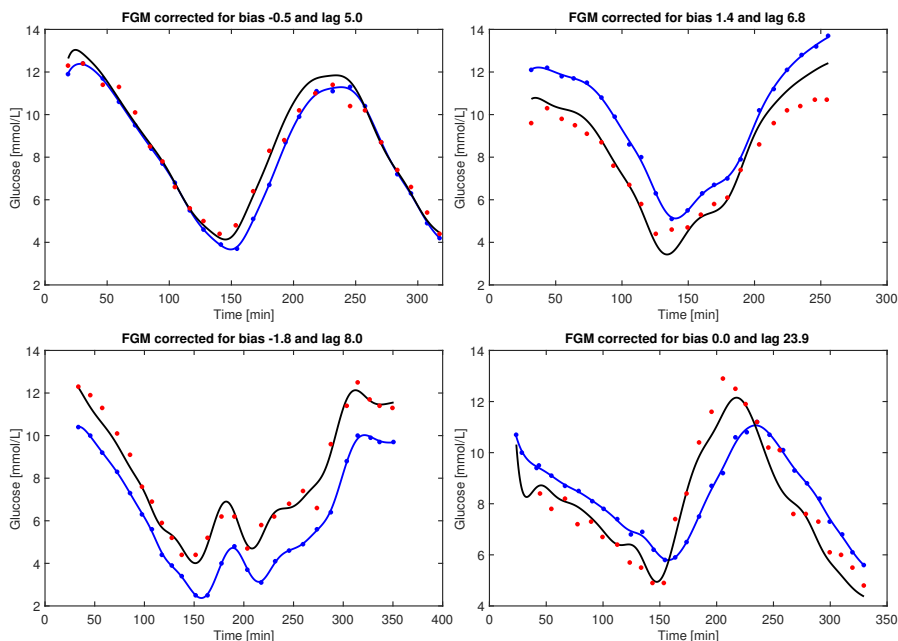 FGM corrected for bias -0.5 and lag 5.0
14
12
10
8
6
4
2
Glucose [mmol/L]
0 50 100 150 200 250 300
Time [min]
FGM corrected for bias 1.4 and lag 6.8
14
12
10
8
6
4
2
Glucose [mmol/L]
0 50 100 150 200 250 300
Time [min]
FGM corrected for bias -1.8 and lag 8.0
14
12
10
8
6
4
2
Glucose [mmol/L]
0 50 100 150 200 250 300 350 400
Time [min]
FGM corrected for bias 0.0 and lag 23.9
14
12
10
8
6
4
Glucose [mmol/L]
0 50 100 150 200 250 300 350
Time [min]